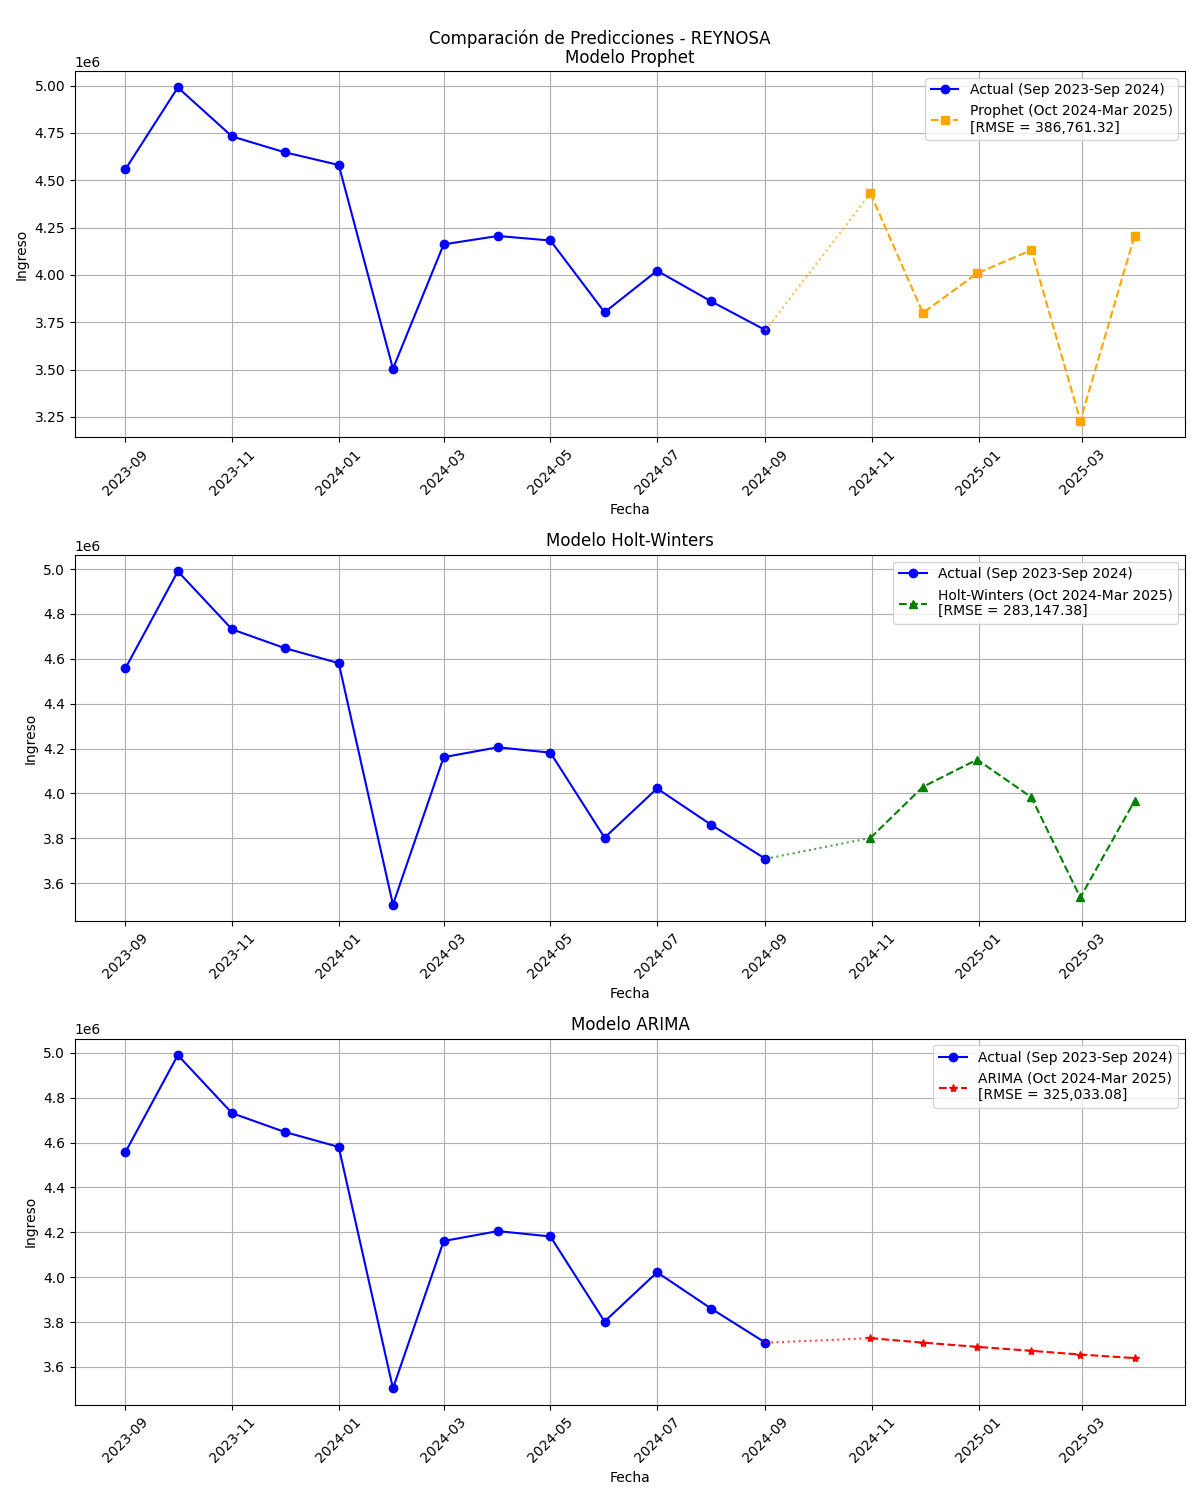 Comparación de Predicciones - REYNOSA
Modelo Prophet
1e6
Actual (Sep 2023-Sep 2024)
Prophet (Oct 2024-Mar 2025)
[RMSE = 386,761.32]
5.00
4.75
4.50
4.25
4.00
3.75
3.50
3.25
Ingreso
2023-09
2023-11
2024-01
2024-03
2024-05
2024-07
2024-09
2024-11
2025-01
2025-03
Fecha
Modelo Holt-Winters
1e6
Actual (Sep 2023-Sep 2024)
Holt-Winters (Oct 2024-Mar 2025)
[RMSE = 283,147.38]
5.0
4.8
4.6
4.4
4.2
4.0
3.8
3.6
Ingreso
2023-09
2023-11
2024-01
2024-03
2024-05
2024-07
2024-09
2024-11
2025-01
2025-03
Fecha
Modelo ARIMA
1e6
Actual (Sep 2023-Sep 2024)
ARIMA (Oct 2024-Mar 2025)
[RMSE = 325,033.08]
5.0
4.8
4.6
4.4
4.2
4.0
3.8
3.6
Ingreso
2023-09
2023-11
2024-01
2024-03
2024-05
2024-07
2024-09
2024-11
2025-01
2025-03
Fecha